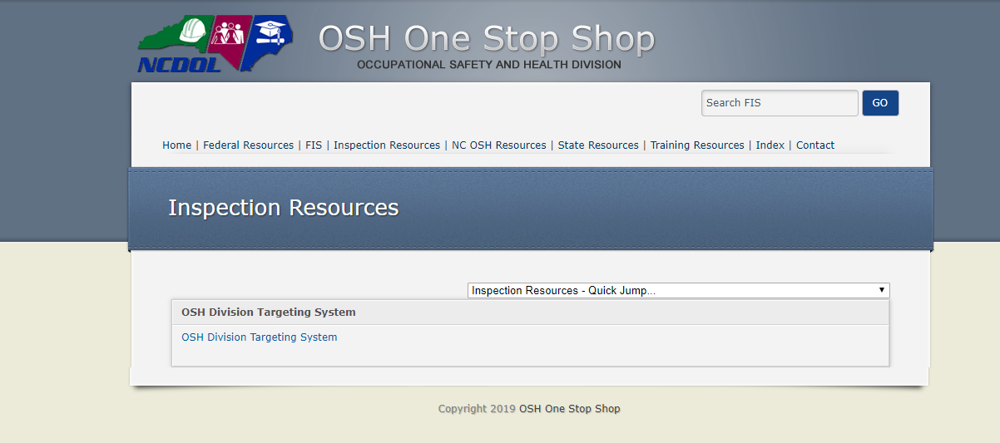 NCDOL
OSH One Stop Shop
OCCUPATIONAL SAFETY AND HEALTH DIVISION
Search FIS
GO
Home | Federal Resources | FIS | Inspection Resources | NC OSH Resources | State Resources | Training Resources | Index | Contact
Inspection Resources
Inspection Resources - Quick Jump...
OSH Division Targeting System
OSH Division Targeting System
Copyright 2019 OSH One Stop Shop